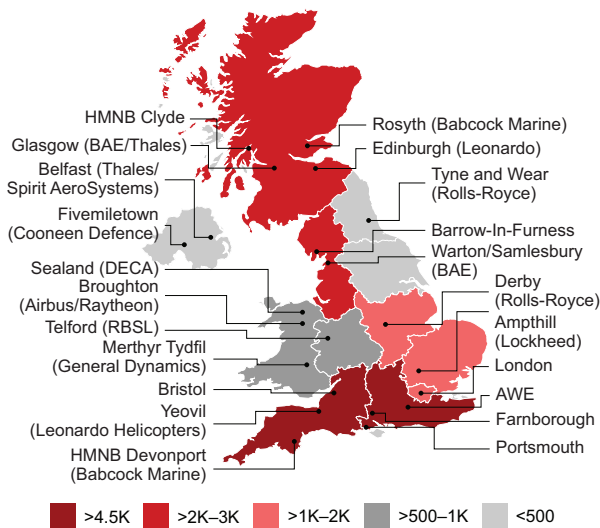 HMNB Clyde
Glasgow (BAE/Thales)
Belfast (Thales/
Spirit AeroSystems)
Fivemiletown
(Cooneen Defence)
Sealand (DECA)
Broughton
(Airbus/Raytheon)
Telford (RBSL)
Merthyr Tydfil
(General Dynamics)
Bristol
Yeovil
(Leonardo Helicopters)
HMNB Devonport
(Babcock Marine)
Rosyth (Babcock Marine)
Edinburgh (Leonardo)
Tyne and Wear
(Rolls-Royce)
Barrow-In-Furness
Warton/Samlesbury
(BAE)
Derby
(Rolls-Royce)
Ampthill
(Lockheed)
London
AWE
Farnborough
Portsmouth
>4.5K
>2K–3K
>1K–2K
>500–1K
<500